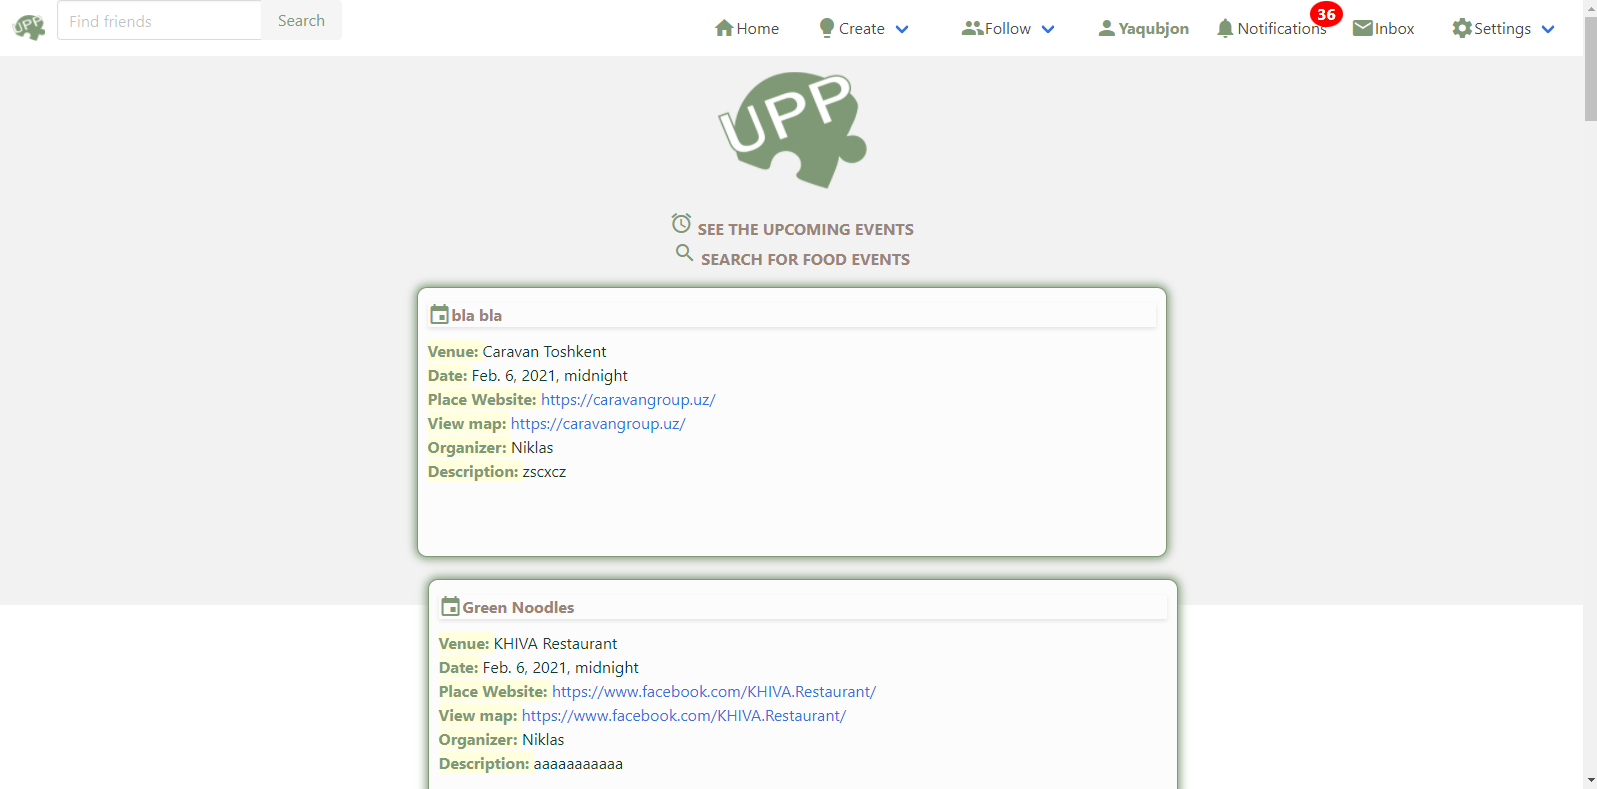 UPP
Find friends
Search
Home
Create
Follow
Yaqubjon
Notifications
36
Inbox
Settings
UPP
SEE THE UPCOMING EVENTS
SEARCH FOR FOOD EVENTS
bla bla
Venue: Caravan Toshkent
Date: Feb. 6, 2021, midnight
Place Website: https://caravangroup.uz/
View map: https://caravangroup.uz/
Organizer: Niklas
Description: zscxcz
Green Noodles
Venue: KHIVA Restaurant
Date: Feb. 6, 2021, midnight
Place Website: https://www.facebook.com/KHIVA.Restaurant/
View map: https://www.facebook.com/KHIVA.Restaurant/
Organizer: Niklas
Description: aaaaaaaaaaa